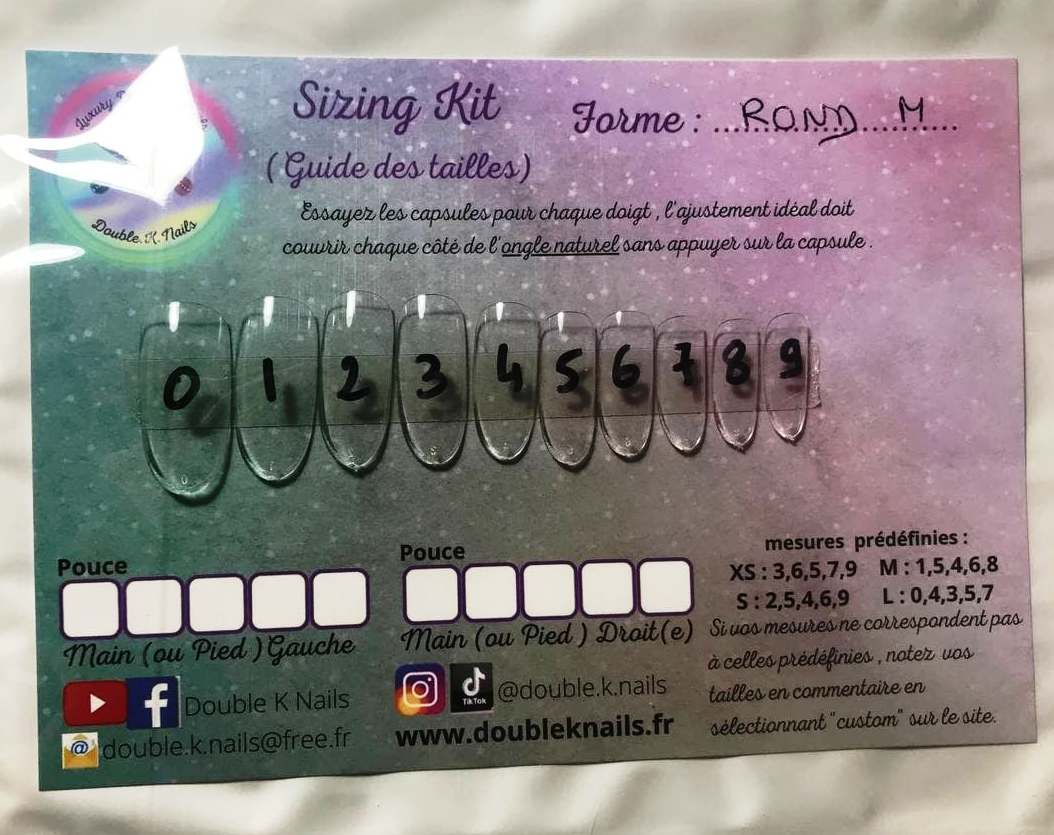 Luxury
Double.K.Nails
Sizing Kit
Forme : ROND M
(Guide des tailles)
Essayez les capsules pour chaque doigt , l'ajustement idéal doit
couvrir chaque côté de l'ongle naturel sans appuyer sur la capsule .
0 1 2 3 4 5 6 7 8 9
Pouce
Main (ou Pied ) Gauche
Pouce
Main (ou Pied ) Droit(e)
mesures prédéfinies :
XS : 3,6,5,7,9 M : 1,5,4,6,8
S : 2,5,4,6,9 L : 0,4,3,5,7
Si vos mesures ne correspondent pas
à celles prédéfinies , notez vos
tailles en commentaire en
sélectionnant "custom" sur le site.
Double K Nails
TikTok
@double.k.nails
@ double.k.nails@free.fr
www.doubleknails.fr